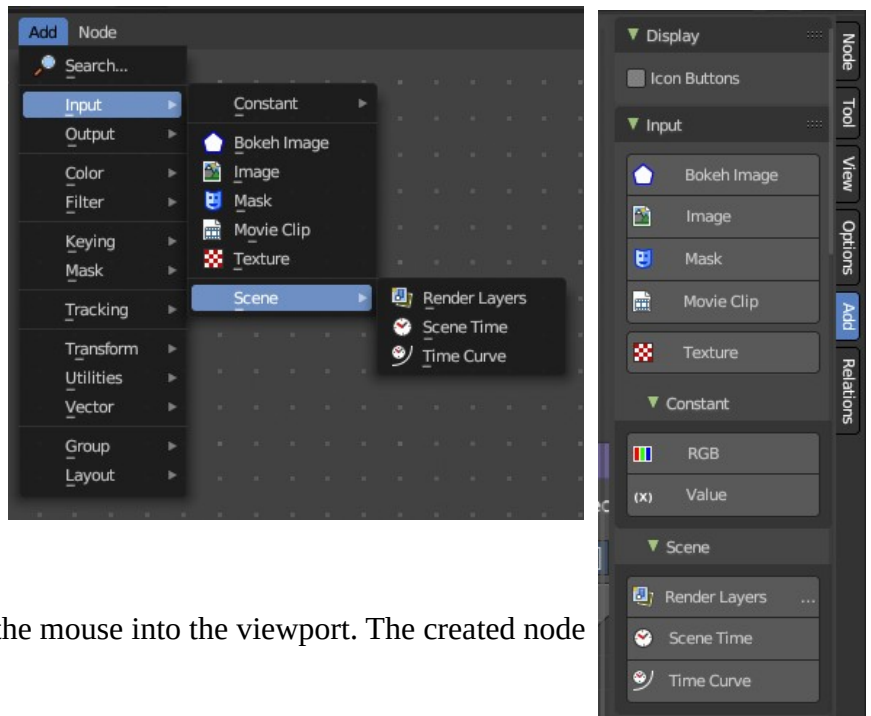 Add Node
Search...
Input
Output
Color
Filter
Keying
Mask
Tracking
Transform
Utilities
Vector
Group
Layout
Constant
Bokeh Image
Image
Mask
Movie Clip
Texture
Scene
Render Layers
Scene Time
Time Curve
the mouse into the viewport. The created node
Display
Icon Buttons
Input
Bokeh Image
Image
Mask
Movie Clip
Texture
Constant
RGB
(x) Value
Scene
Render Layers ...
Scene Time
Time Curve
Node
Tool
View
Options
Add
Relations